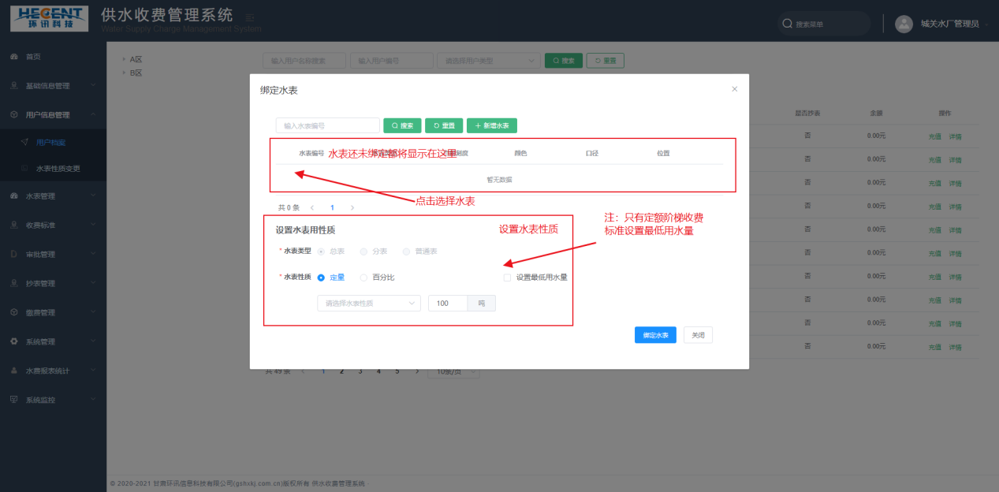 HECENT
环讯科技
供水收费管理系统
Water Supply Charge Management System
搜索菜单
城关水厂管理员
首页
基础信息管理
用户信息管理
用户档案
水表性质变更
水表管理
收费标准
审批管理
抄表管理
缴费管理
系统管理
水费报表统计
系统监控
A区
B区
输入用户名称搜索 输入用户编号 请选择用户类型 搜索 重置
绑定水表
输入水表编号 搜索 重置 + 新增水表
水表编号 刻度 颜色 口径 位置
水表还未绑定都将显示在这里
暂无数据
点击选择水表
共 0 条 < 1 >
设置水表用性质
设置水表性质
注：只有定额阶梯收费
标准设置最低用水量
* 水表类型 总表 分表 普通表
* 水表性质 定量 百分比 设置最低用水量
请选择水表性质 100 吨
绑定水表 关闭
是否抄表 金额 操作
否 0.00元 充值 详情
否 0.00元 充值 详情
否 0.00元 充值 详情
否 0.00元 充值 详情
否 0.00元 充值 详情
否 0.00元 充值 详情
否 0.00元 充值 详情
否 0.00元 充值 详情
否 0.00元 充值 详情
否 0.00元 充值 详情
共 49 条 < 1 2 3 4 5 > 10条/页
© 2020-2021 甘肃环讯信息科技有限公司(gshxkj.com.cn)版权所有 供水收费管理系统